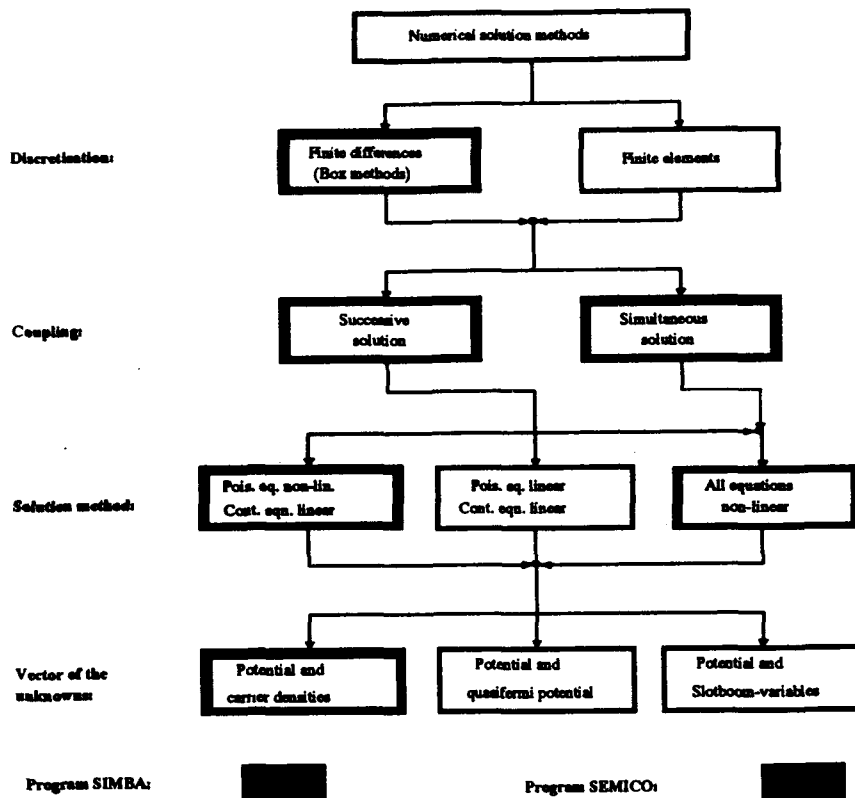 Numerical solution methods
Discretisation:
Finite differences
(Box methods)
Finite elements
Coupling:
Successive
solution
Simultaneous
solution
Solution method:
Pois. eq. non-lin.
Cont. eqn. linear
Pois. eq. linear
Cont. eqn. linear
All equations
non-linear
Vector of the
unknowns:
Potential and
carrier densities
Potential and
quasifermi potential
Potential and
Slotboom-variables
Program SIMBA:
Program SEMICO: